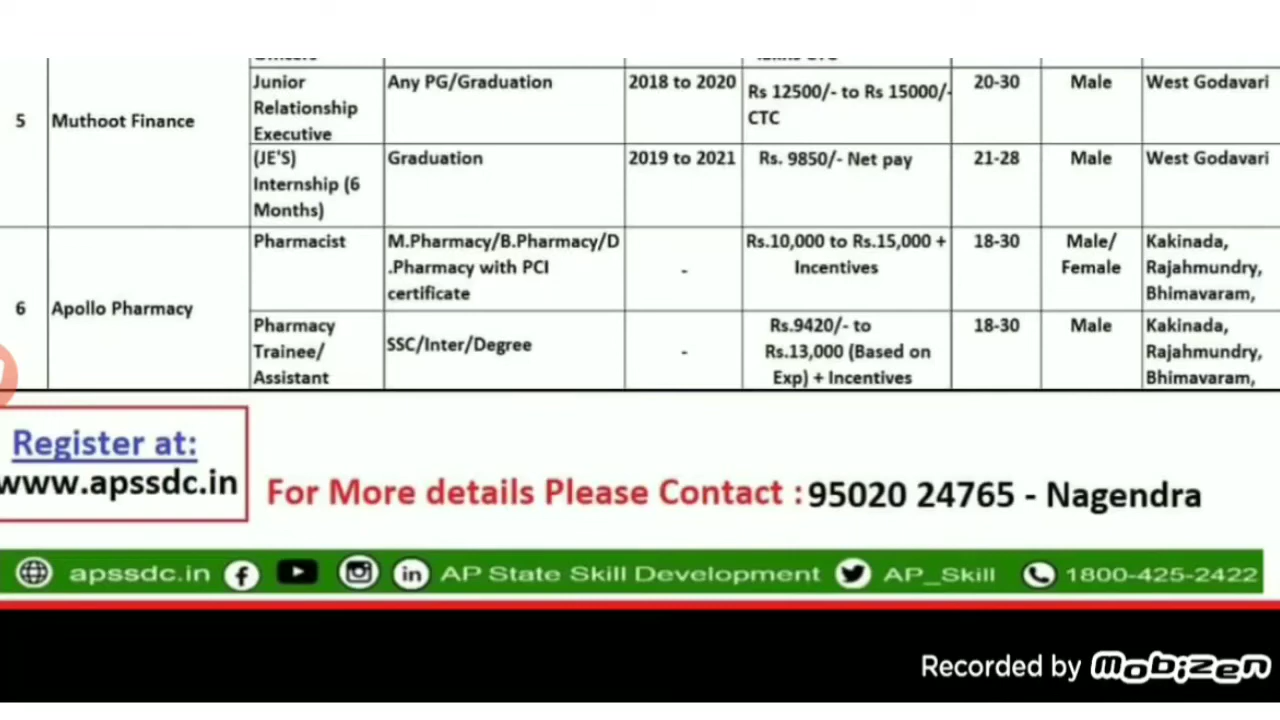 Junior Any PG/Graduation 2018 to 2020 Rs 12500/- to Rs 15000/- 20-30 Male West Godavari
Relationship CTC
5 Muthoot Finance Executive
(JE'S) Graduation 2019 to 2021 Rs. 9850/- Net pay 21-28 Male West Godavari
Internship (6
Months)
Pharmacist M.Pharmacy/B.Pharmacy/D Rs.10,000 to Rs.15,000 + 18-30 Male/ Kakinada,
.Pharmacy with PCI - Incentives Female Rajahmundry,
certificate Bhimavaram,
6 Apollo Pharmacy
Pharmacy SSC/Inter/Degree Rs.9420/- to 18-30 Male Kakinada,
Trainee/ - Rs.13,000 (Based on Rajahmundry,
Assistant Exp) + Incentives Bhimavaram,
Register at:
www.apssdc.in
For More details Please Contact : 95020 24765 - Nagendra
apssdc.in AP State Skill Development AP_Skill 1800-425-2422
Recorded by mobizen